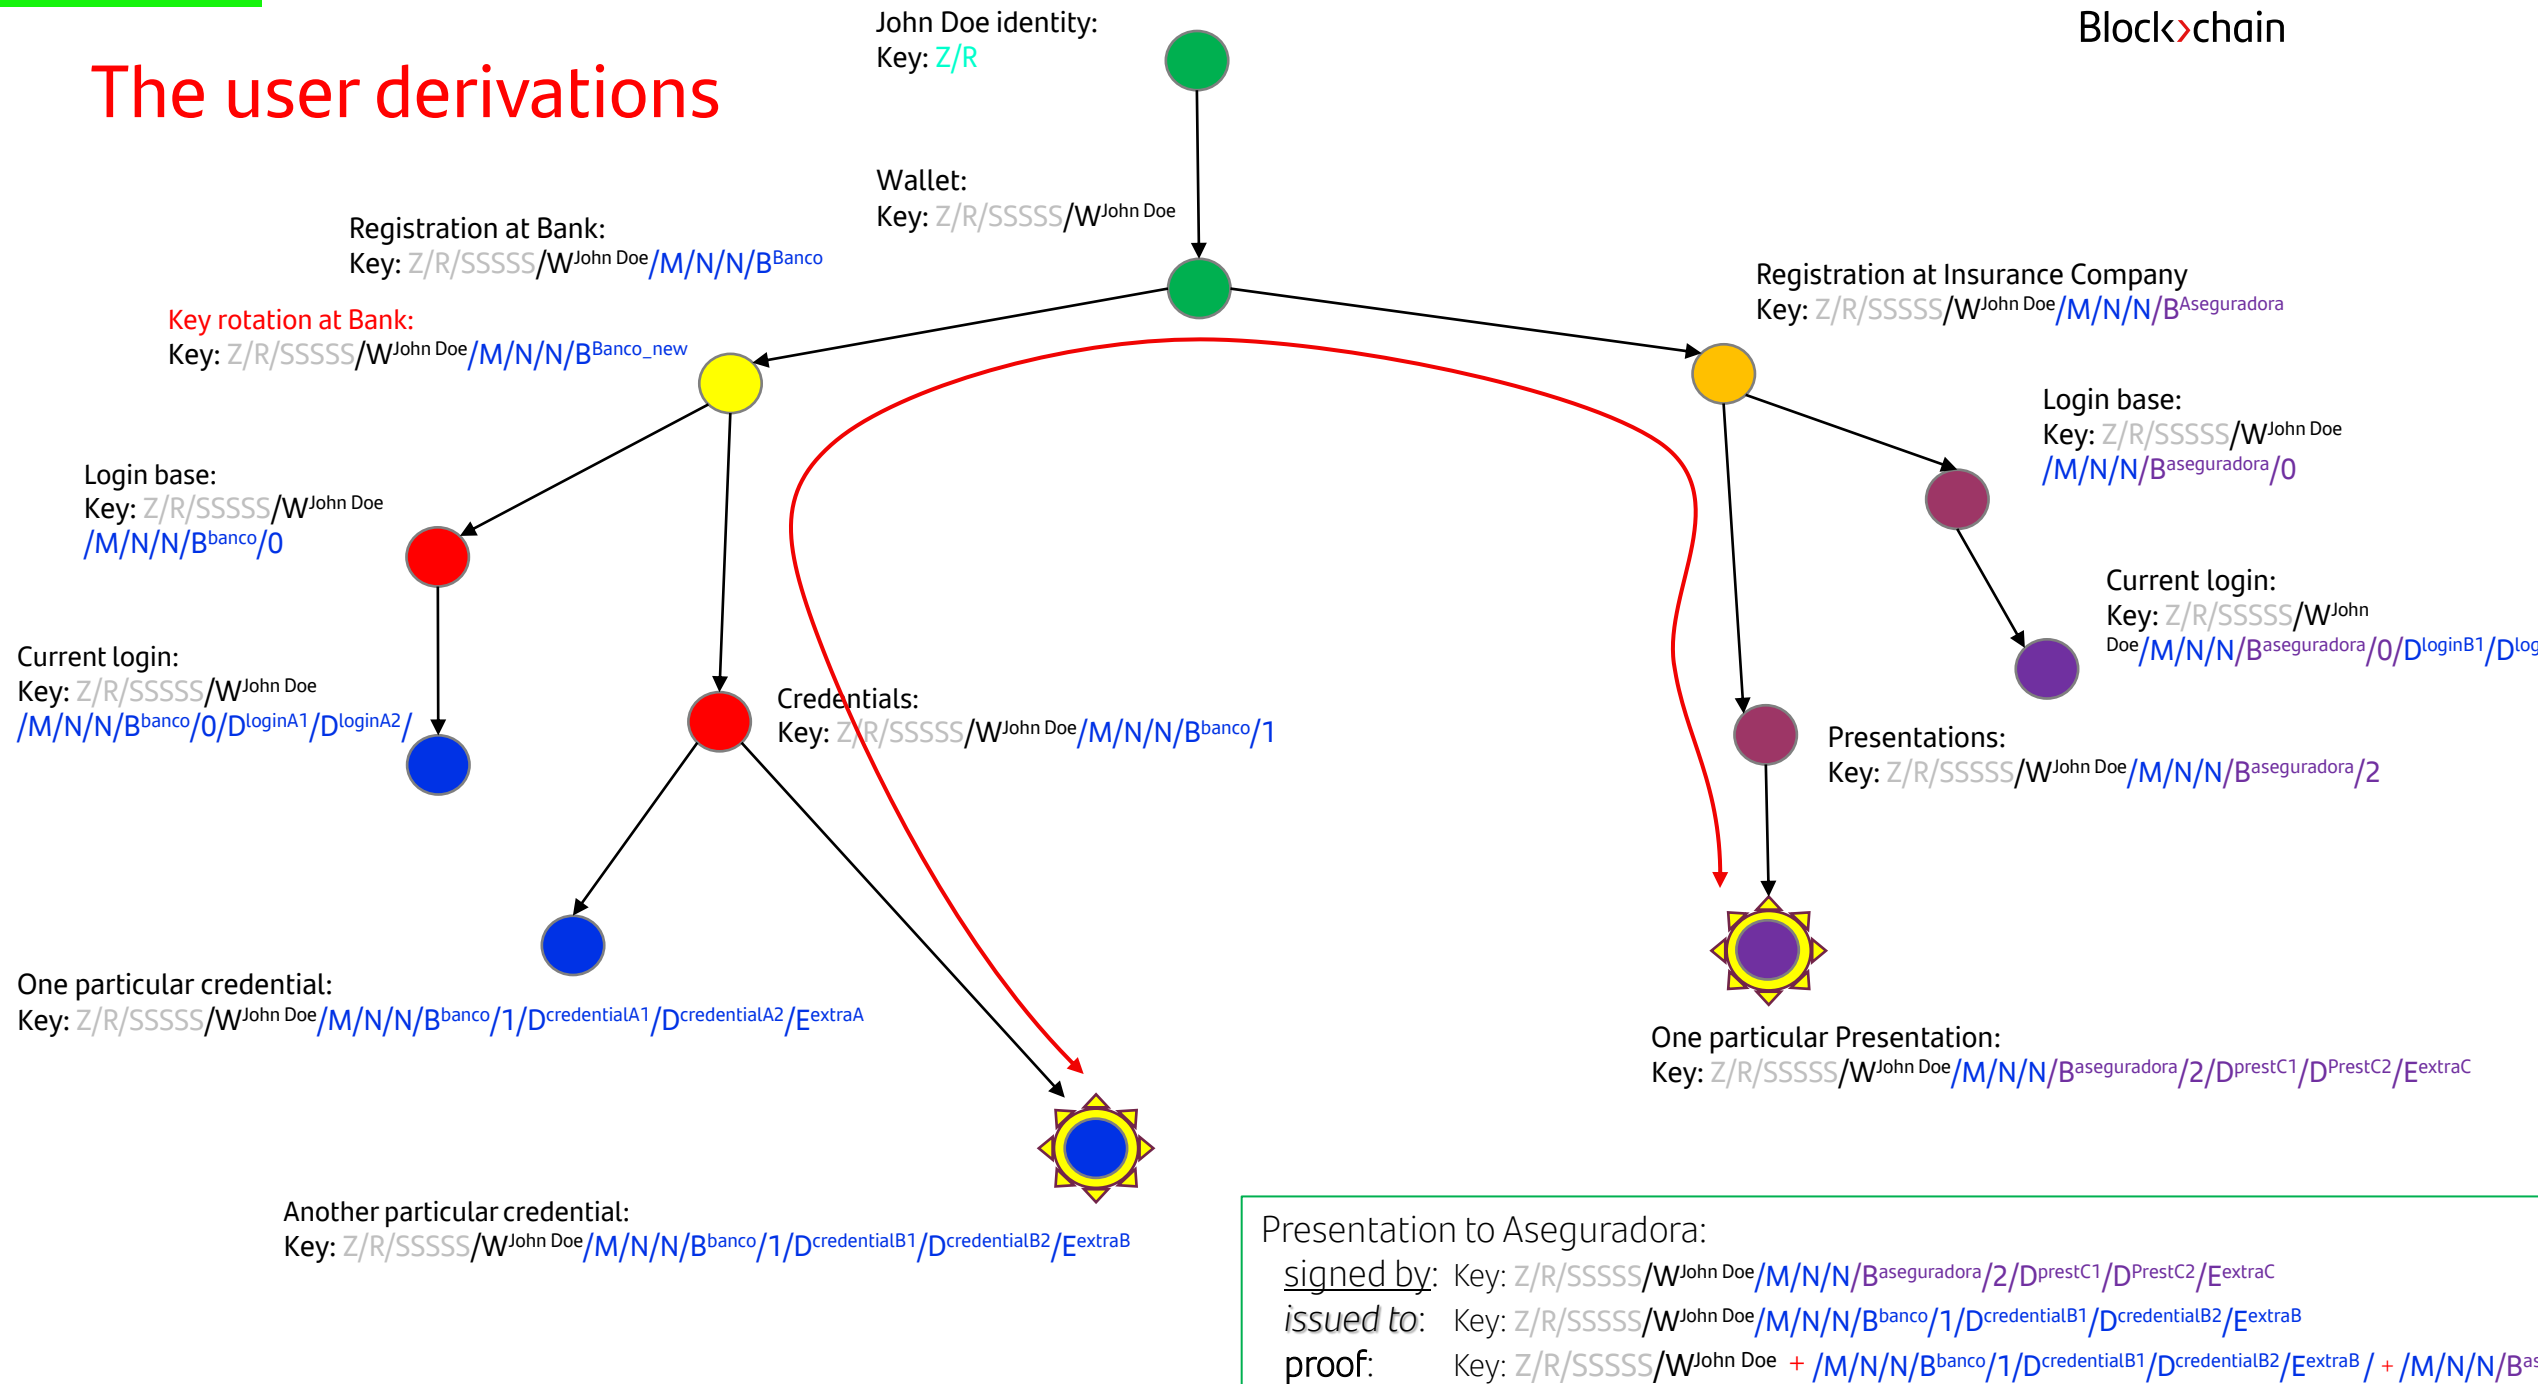 Block›chain
The user derivations
John Doe identity:
Key: Z/R
Wallet:
Key: Z/R/SSSSS/WJohn Doe
Registration at Bank:
Key: Z/R/SSSSS/WJohn Doe/M/N/N/BBanco
Key rotation at Bank:
Key: Z/R/SSSSS/WJohn Doe/M/N/N/BBanco_new
Registration at Insurance Company
Key: Z/R/SSSSS/WJohn Doe/M/N/N/BAseguradora
Login base:
Key: Z/R/SSSSS/WJohn Doe
/M/N/N/Baseguradora/0
Login base:
Key: Z/R/SSSSS/WJohn Doe
/M/N/N/Bbanco/0
Current login:
Key: Z/R/SSSSS/WJohn
Doe/M/N/N/Baseguradora/0/DloginB1/Dlog
Current login:
Key: Z/R/SSSSS/WJohn Doe
/M/N/N/Bbanco/0/DloginA1/DloginA2/
Credentials:
Key: Z/R/SSSSS/WJohn Doe/M/N/N/Bbanco/1
Presentations:
Key: Z/R/SSSSS/WJohn Doe/M/N/N/Baseguradora/2
One particular credential:
Key: Z/R/SSSSS/WJohn Doe/M/N/N/Bbanco/1/DcredentialA1/DcredentialA2/EextraA
One particular Presentation:
Key: Z/R/SSSSS/WJohn Doe/M/N/N/Baseguradora/2/DprestC1/DPrestC2/EextraC
Another particular credential:
Key: Z/R/SSSSS/WJohn Doe/M/N/N/Bbanco/1/DcredentialB1/DcredentialB2/EextraB
Presentation to Aseguradora:
signed by: Key: Z/R/SSSSS/WJohn Doe/M/N/N/Baseguradora/2/DprestC1/DPrestC2/EextraC
issued to: Key: Z/R/SSSSS/WJohn Doe/M/N/N/Bbanco/1/DcredentialB1/DcredentialB2/EextraB
proof: Key: Z/R/SSSSS/WJohn Doe + /M/N/N/Bbanco/1/DcredentialB1/DcredentialB2/EextraB/ + /M/N/N/Bas